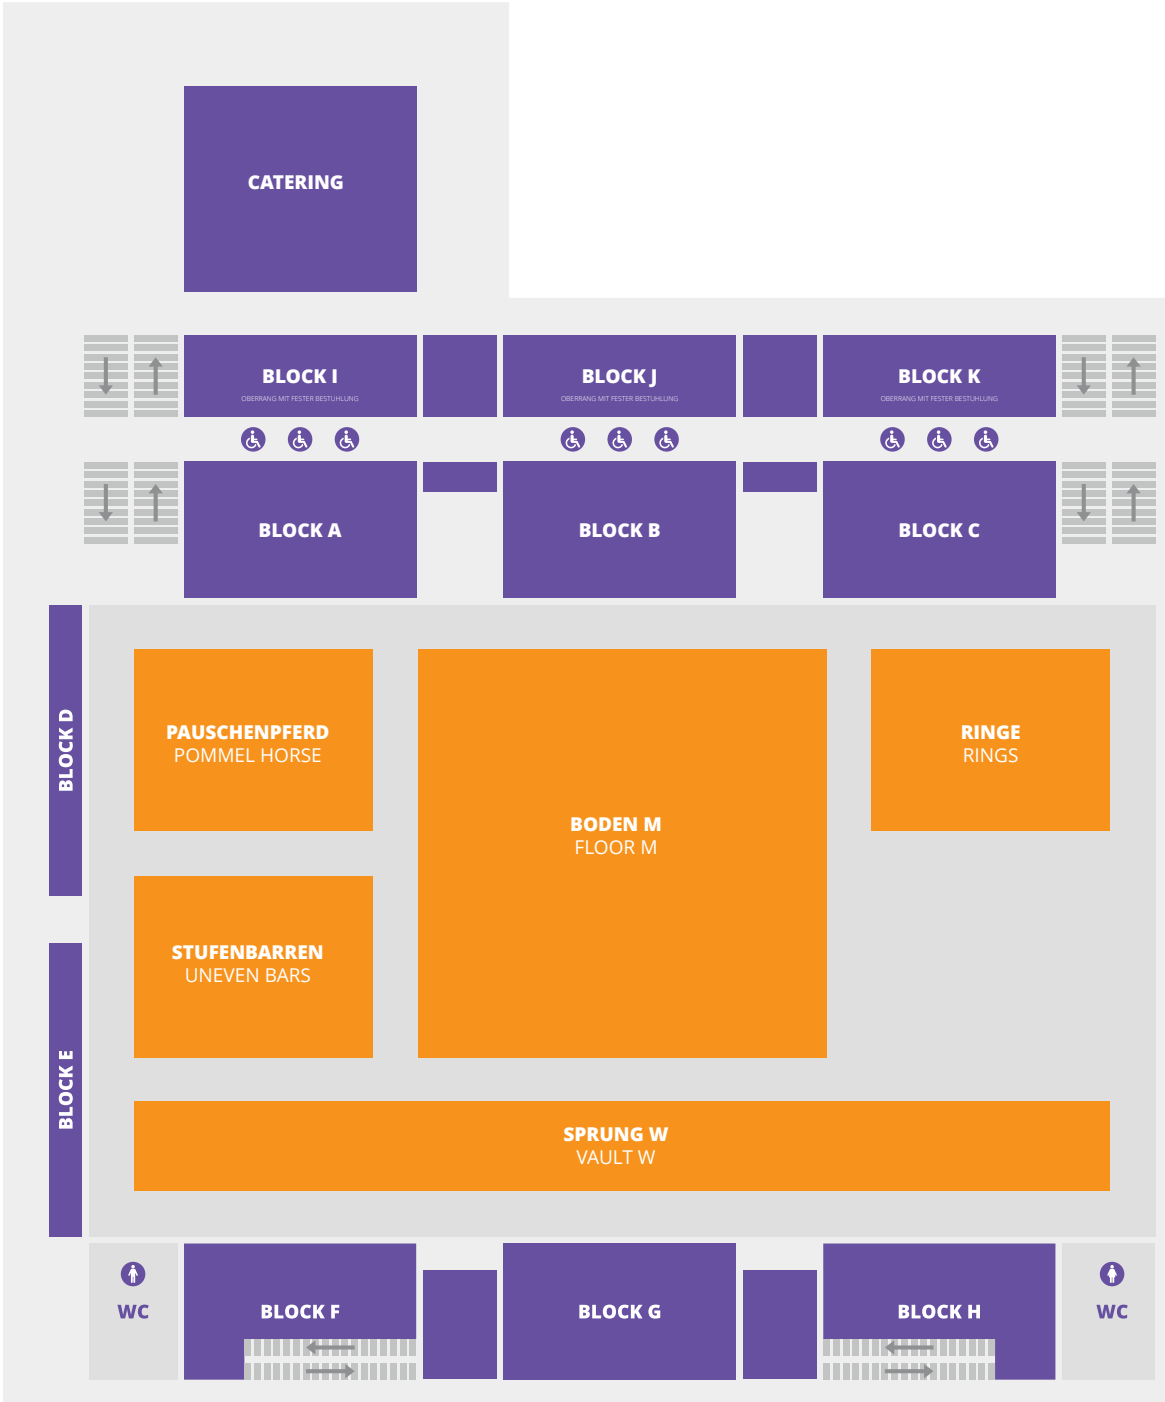 CATERING
BLOCK I
OBERRANG MIT FESTER BESTUHLUNG
BLOCK J
OBERRANG MIT FESTER BESTUHLUNG
BLOCK K
OBERRANG MIT FESTER BESTUHLUNG
BLOCK A
BLOCK B
BLOCK C
BLOCK D
PAUSCHENPFERD
POMMEL HORSE
BODEN M
FLOOR M
RINGE
RINGS
STUFENBARREN
UNEVEN BARS
BLOCK E
SPRUNG W
VAULT W
WC
BLOCK F
BLOCK G
BLOCK H
WC